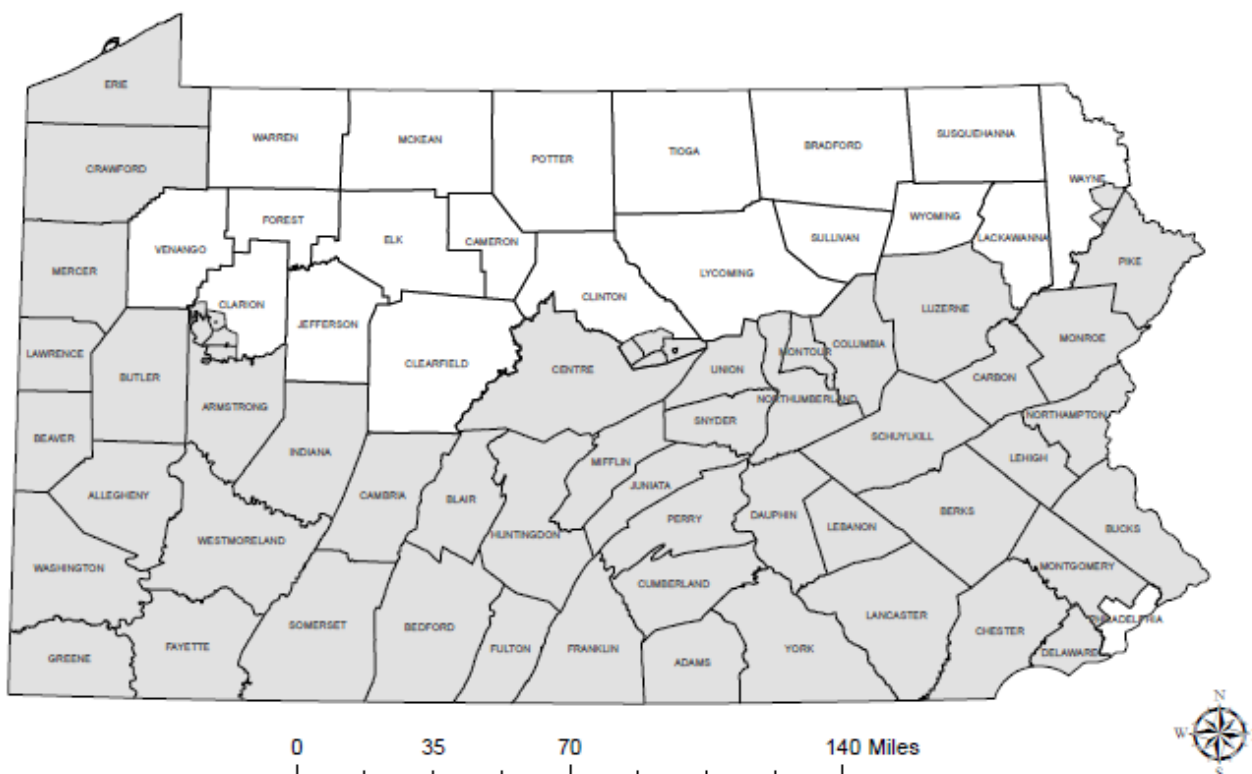 ERIE
WARREN
MCKEAN
POTTER
TIOGA
BRADFORD
SUSQUEHANNA
CRAWFORD
WAYNE
FOREST
VENANGO
ELK
CAMERON
SULLIVAN
WYOMING
LACKAWANNA
MERCER
LYCOMING
PIKE
CLARION
CLINTON
JEFFERSON
LUZERNE
LAWRENCE
CLEARFIELD
CENTRE
UNION
MONTOUR
COLUMBIA
MONROE
BUTLER
CARBON
ARMSTRONG
NORTHUMBERLAND
NORTHAMPTON
SNYDER
BEAVER
INDIANA
SCHUYLKILL
MIFFLIN
LEHIGH
ALLEGHENY
CAMBRIA
BLAIR
JUNIATA
PERRY
DAUPHIN
LEBANON
BERKS
BUCKS
WESTMORELAND
HUNTINGDON
WASHINGTON
CUMBERLAND
MONTGOMERY
LANCASTER
PHILADELPHIA
SOMERSET
BEDFORD
CHESTER
FAYETTE
FULTON
FRANKLIN
YORK
DELAWARE
GREENE
ADAMS
N
W
S
0 35 70 140 Miles